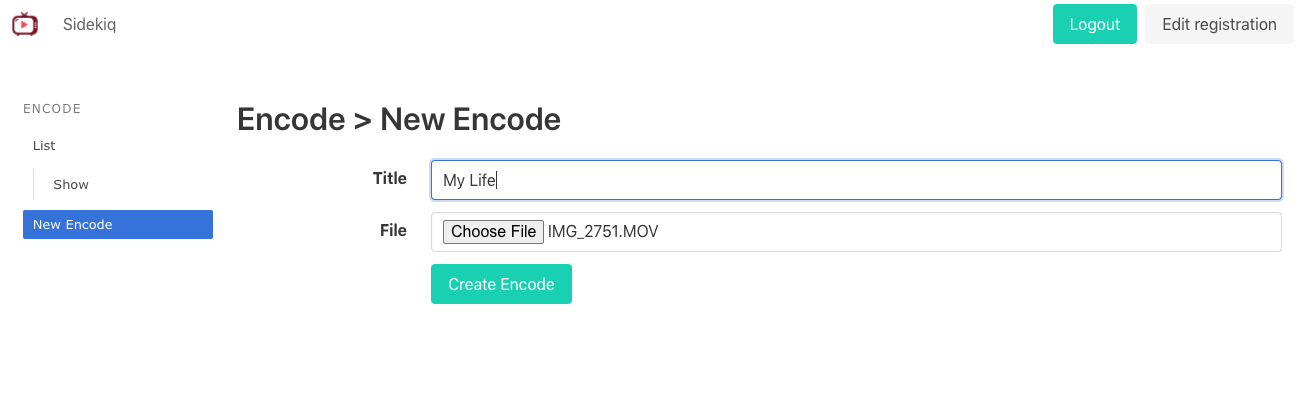 Sidekiq
Logout
Edit registration
ENCODE
List
Show
New Encode
Encode > New Encode
Title
My Life
File
Choose File IMG_2751.MOV
Create Encode